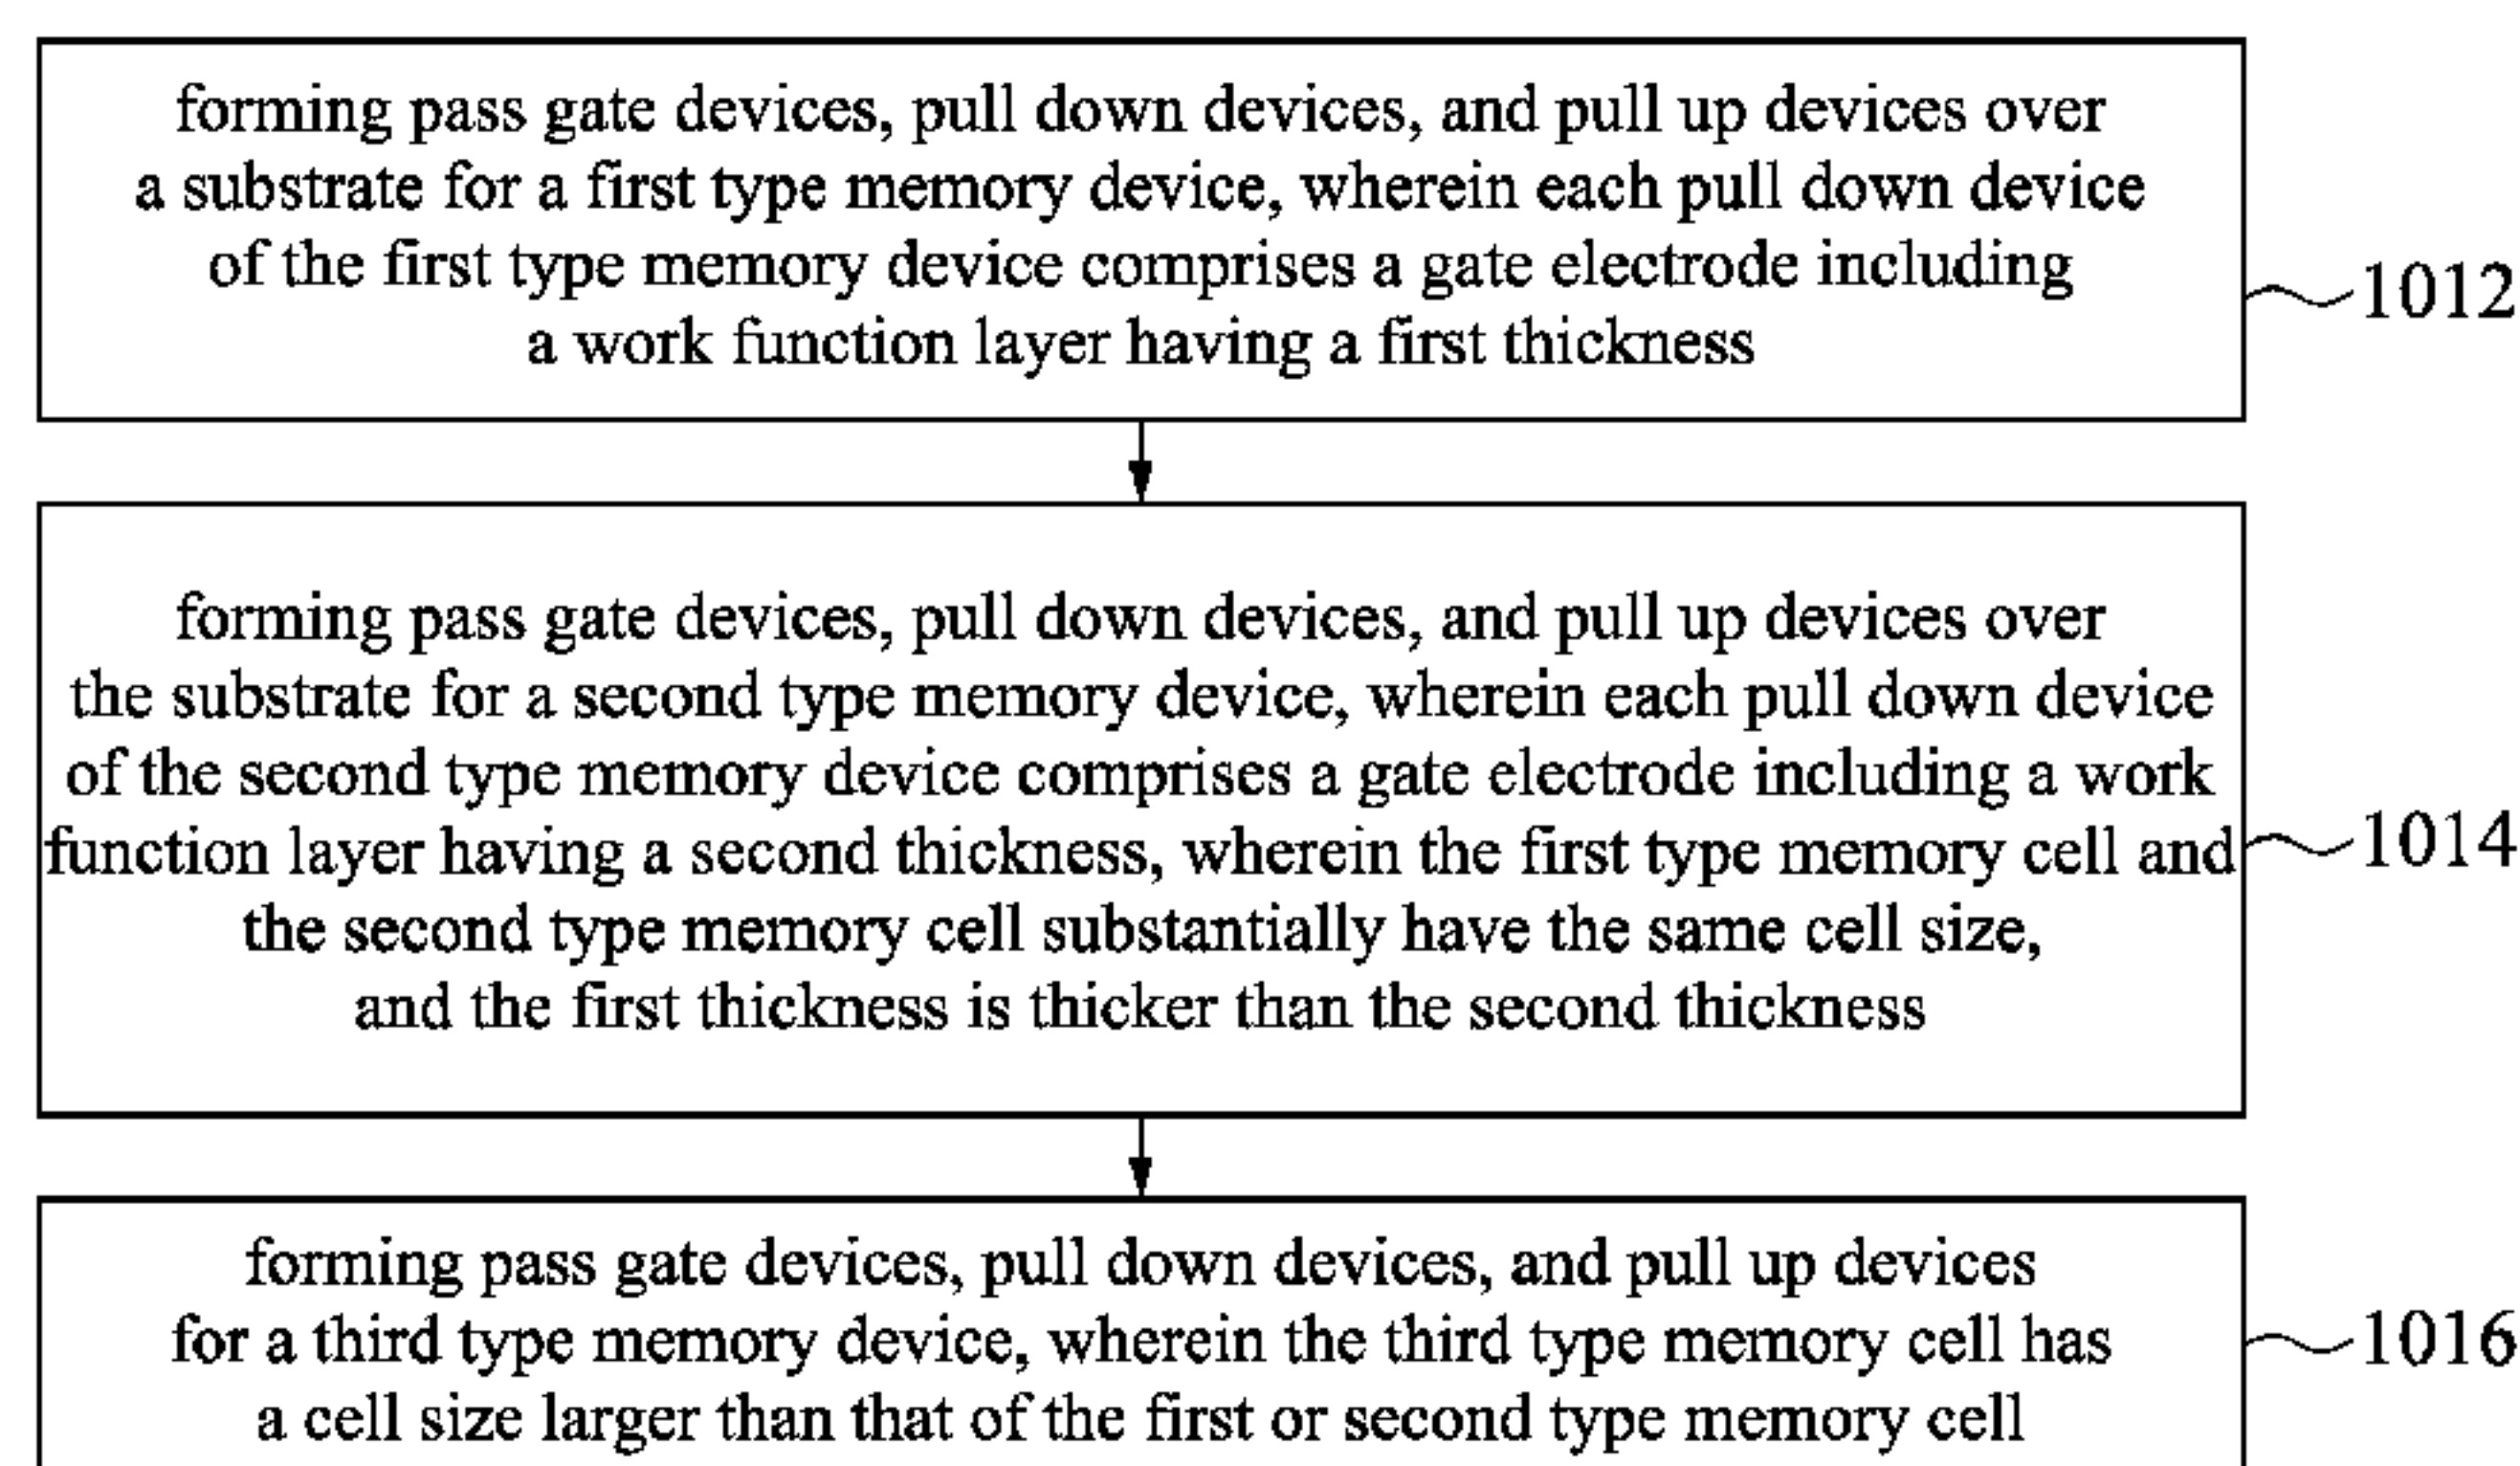 forming pass gate devices, pull down devices, and pull up devices over
a substrate for a first type memory device, wherein each pull down device
of the first type memory device comprises a gate electrode including
a work function layer having a first thickness
1012
forming pass gate devices, pull down devices, and pull up devices over
the substrate for a second type memory device, wherein each pull down device
of the second type memory device comprises a gate electrode including a work
function layer having a second thickness, wherein the first type memory cell and
the second type memory cell substantially have the same cell size,
and the first thickness is thicker than the second thickness
1014
forming pass gate devices, pull down devices, and pull up devices
for a third type memory device, wherein the third type memory cell has
a cell size larger than that of the first or second type memory cell
1016